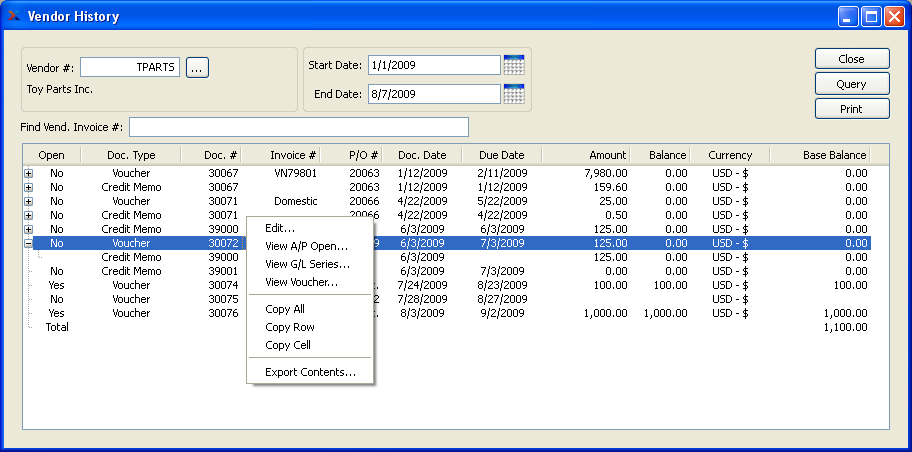 Vendor History
Vendor #: TPARTS ...
Toy Parts Inc.
Start Date: 1/1/2009
End Date: 8/7/2009
Close
Query
Print
Find Vend. Invoice #:
Open Doc. Type Doc. # Invoice # P/O # Doc. Date Due Date Amount Balance Currency Base Balance
No Voucher 30067 VN79801 20063 1/12/2009 2/11/2009 7,980.00 0.00 USD - $ 0.00
No Credit Memo 30067 20063 1/12/2009 1/12/2009 159.60 0.00 USD - $ 0.00
No Voucher 30071 Domestic 20066 4/22/2009 5/22/2009 25.00 0.00 USD - $ 0.00
No Credit Memo 30071 20066 4/22/2009 4/22/2009 0.50 0.00 USD - $ 0.00
No Credit Memo 39000 6/3/2009 6/3/2009 125.00 0.00 USD - $ 0.00
No Voucher 30072 9 6/3/2009 7/3/2009 125.00 0.00 USD - $ 0.00
Credit Memo 39000 6/3/2009 125.00 USD - $ 0.00
No Credit Memo 39001 6/3/2009 7/3/2009 0.00 0.00 USD - $ 0.00
Yes Voucher 30074 . 7/24/2009 8/23/2009 100.00 100.00 USD - $ 100.00
No Voucher 30075 2 7/28/2009 8/27/2009 USD - $
Yes Voucher 30076 . 8/3/2009 9/2/2009 1,000.00 1,000.00 USD - $ 1,000.00
Total 1,100.00
Edit...
View A/P Open...
View G/L Series...
View Voucher...
Copy All
Copy Row
Copy Cell
Export Contents...